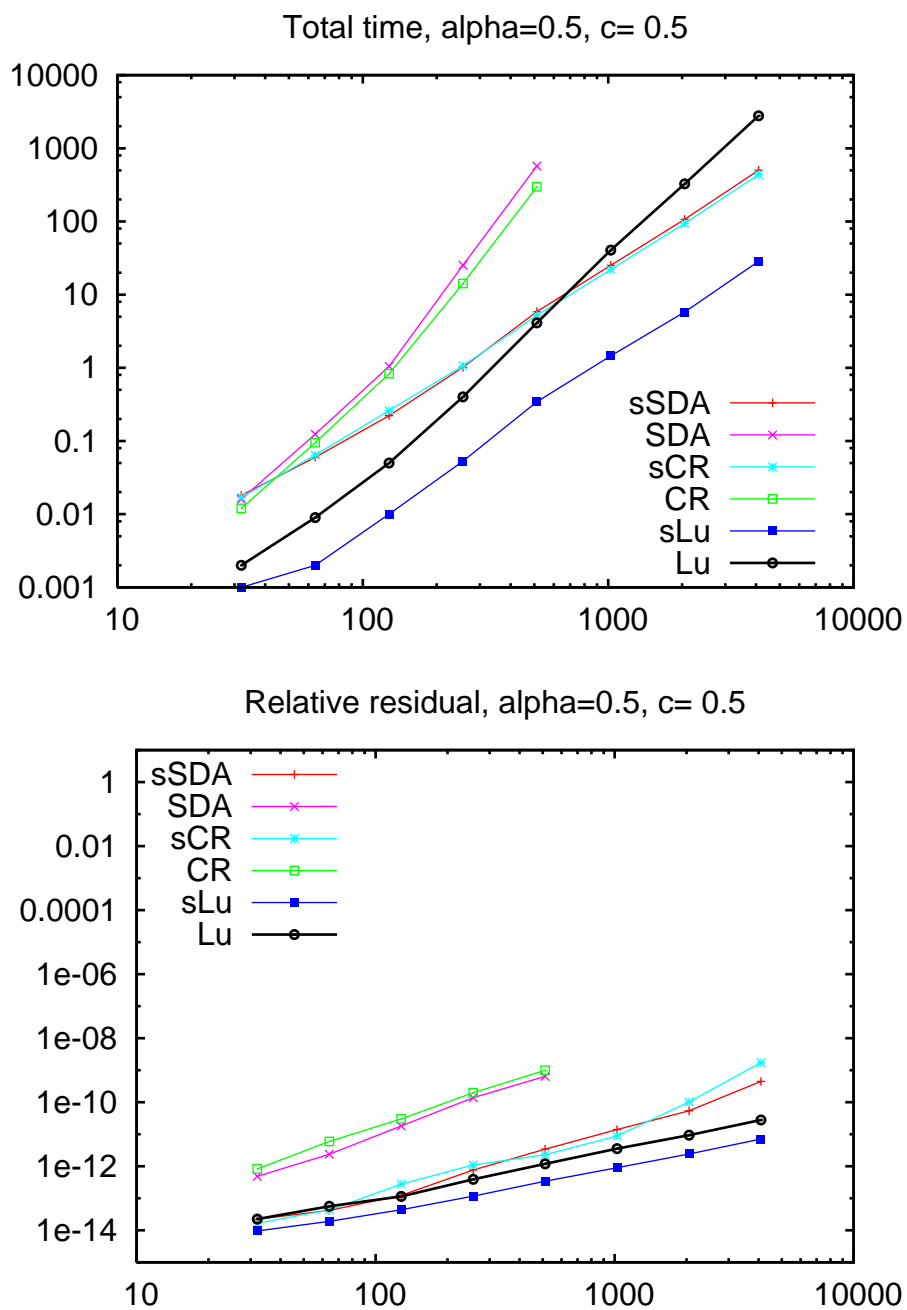 Total time, alpha=0.5, c= 0.5
10000
1000
100
10
1
0.1
0.01
0.001
sSDA
SDA
sCR
CR
sLu
Lu
10 100 1000 10000
Relative residual, alpha=0.5, c= 0.5
sSDA
SDA
sCR
CR
sLu
Lu
1
0.01
0.0001
1e-06
1e-08
1e-10
1e-12
1e-14
10 100 1000 10000